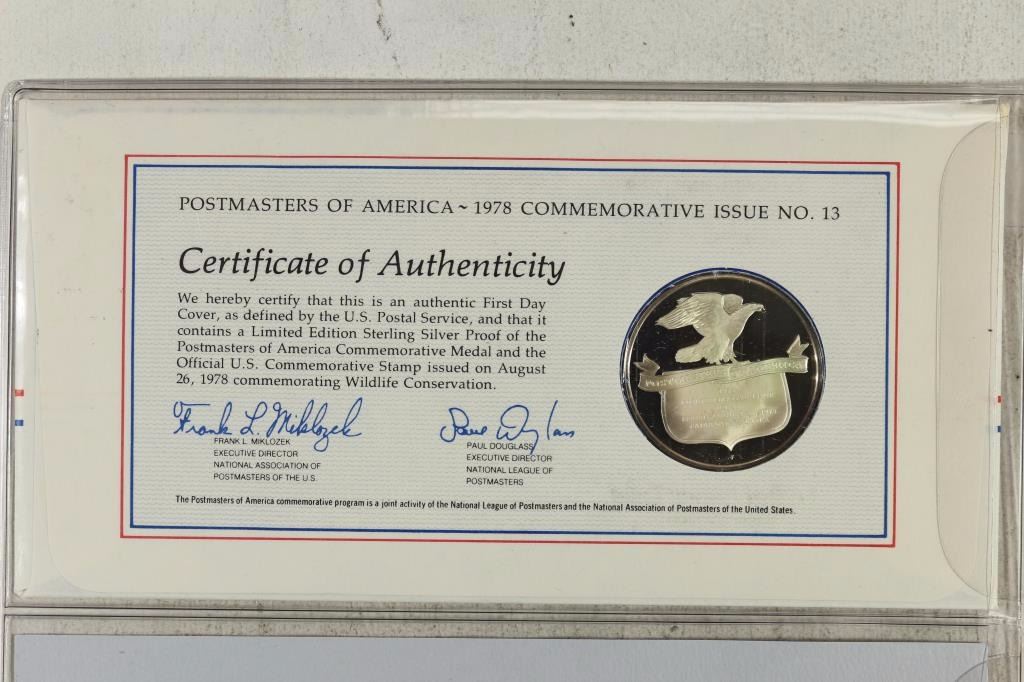 POSTMASTERS OF AMERICA ~ 1978 COMMEMORATIVE ISSUE NO. 13
Certificate of Authenticity
We hereby certify that this is an authentic First Day
Cover, as defined by the U.S. Postal Service, and that it
contains a Limited Edition Sterling Silver Proof of the
Postmasters of America Commemorative Medal and the
Official U.S. Commemorative Stamp issued on August
26, 1978 commemorating Wildlife Conservation.
Frank L. Miklozek
FRANK L. MIKLOZEK
EXECUTIVE DIRECTOR
NATIONAL ASSOCIATION OF
POSTMASTERS OF THE U.S.
Paul Douglass
PAUL DOUGLASS
EXECUTIVE DIRECTOR
NATIONAL LEAGUE OF
POSTMASTERS
The Postmasters of America commemorative program is a joint activity of the National League of Postmasters and the National Association of Postmasters of the United States.
POSTMASTERS OF AMERICA